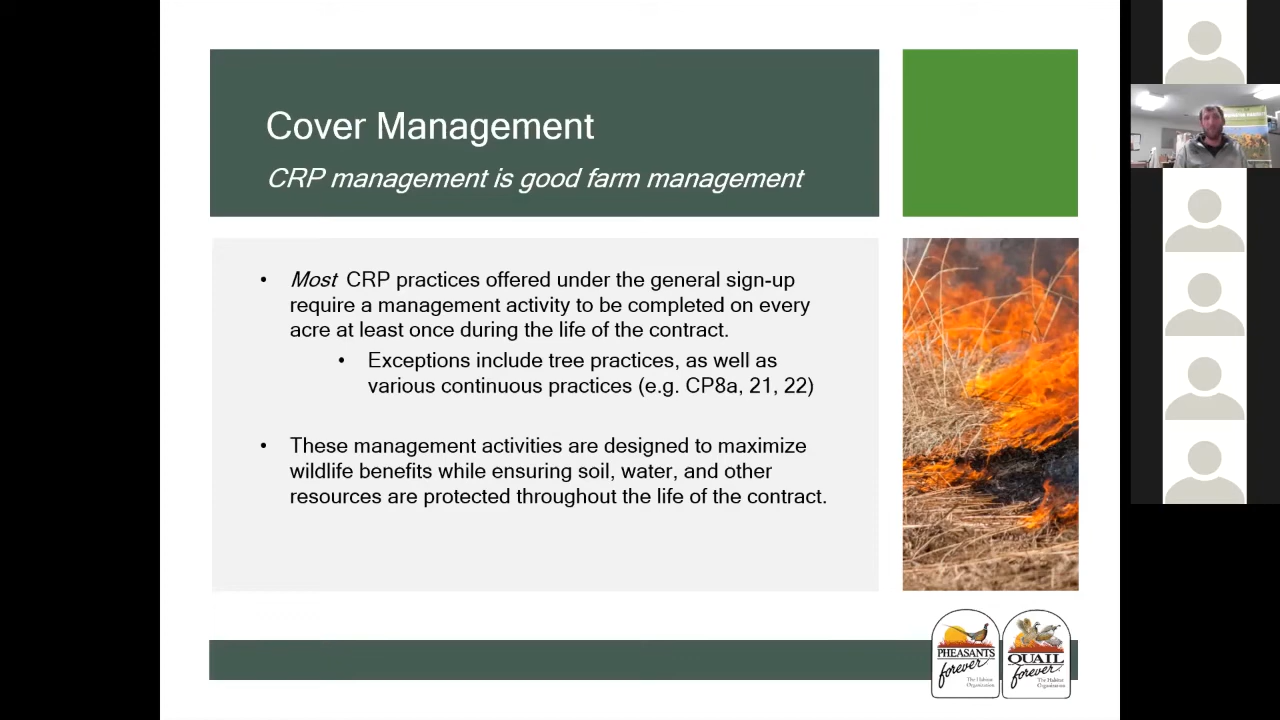 Cover Management
CRP management is good farm management
• Most CRP practices offered under the general sign-up
require a management activity to be completed on every
acre at least once during the life of the contract.
• Exceptions include tree practices, as well as
various continuous practices (e.g. CP8a, 21, 22)
• These management activities are designed to maximize
wildlife benefits while ensuring soil, water, and other
resources are protected throughout the life of the contract.
PHEASANTS
forever
The Habitat
Organization
QUAIL
forever
The Habitat
Organization